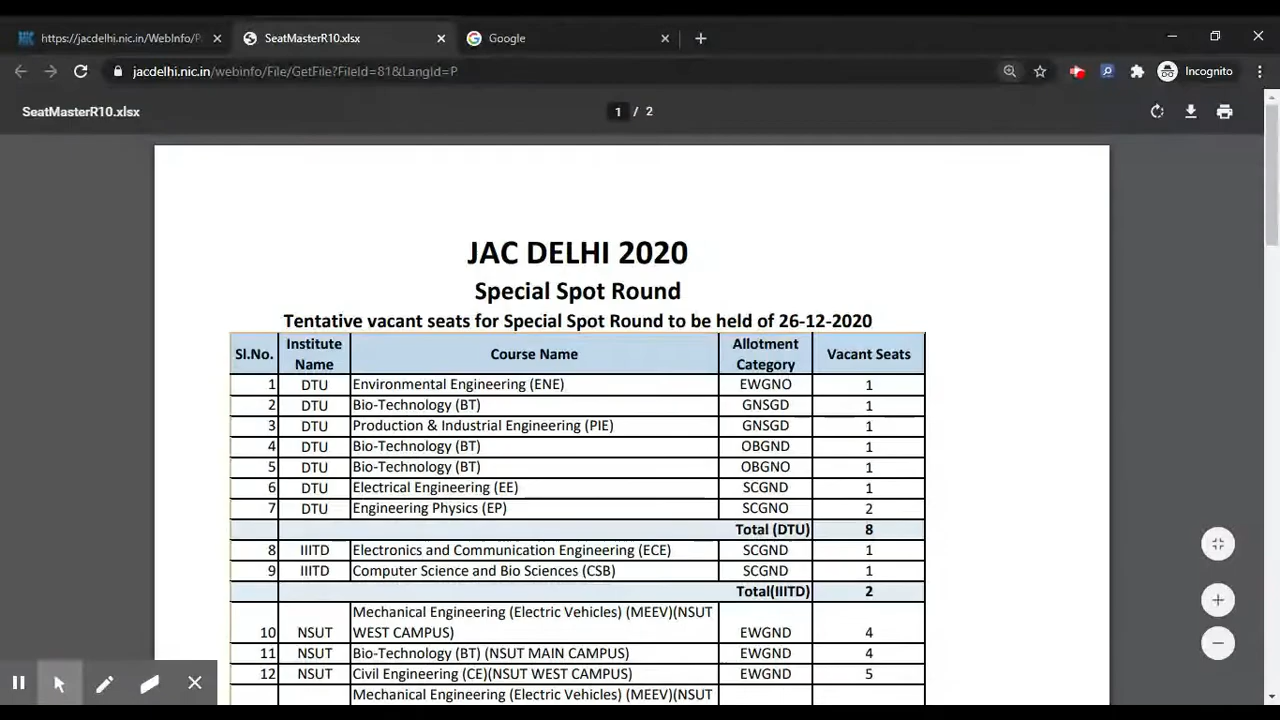 https://jacdelhi.nic.in/WebInfo/P
SeatMasterR10.xlsx
Google
jacdelhi.nic.in/webinfo/File/GetFile?FileId=81&LangId=P
Incognito
SeatMasterR10.xlsx
1 / 2
JAC DELHI 2020
Special Spot Round
Tentative vacant seats for Special Spot Round to be held of 26-12-2020
Sl.No. Institute Name Course Name Allotment Category Vacant Seats
1 DTU Environmental Engineering (ENE) EWGNO 1
2 DTU Bio-Technology (BT) GNSGD 1
3 DTU Production & Industrial Engineering (PIE) GNSGD 1
4 DTU Bio-Technology (BT) OBGND 1
5 DTU Bio-Technology (BT) OBGNO 1
6 DTU Electrical Engineering (EE) SCGND 1
7 DTU Engineering Physics (EP) SCGNO 2
Total (DTU) 8
8 IIITD Electronics and Communication Engineering (ECE) SCGND 1
9 IIITD Computer Science and Bio Sciences (CSB) SCGND 1
Total(IIITD) 2
Mechanical Engineering (Electric Vehicles) (MEEV)(NSUT
10 NSUT WEST CAMPUS) EWGND 4
11 NSUT Bio-Technology (BT) (NSUT MAIN CAMPUS) EWGND 4
12 NSUT Civil Engineering (CE)(NSUT WEST CAMPUS) EWGND 5
Mechanical Engineering (Electric Vehicles) (MEEV)(NSUT